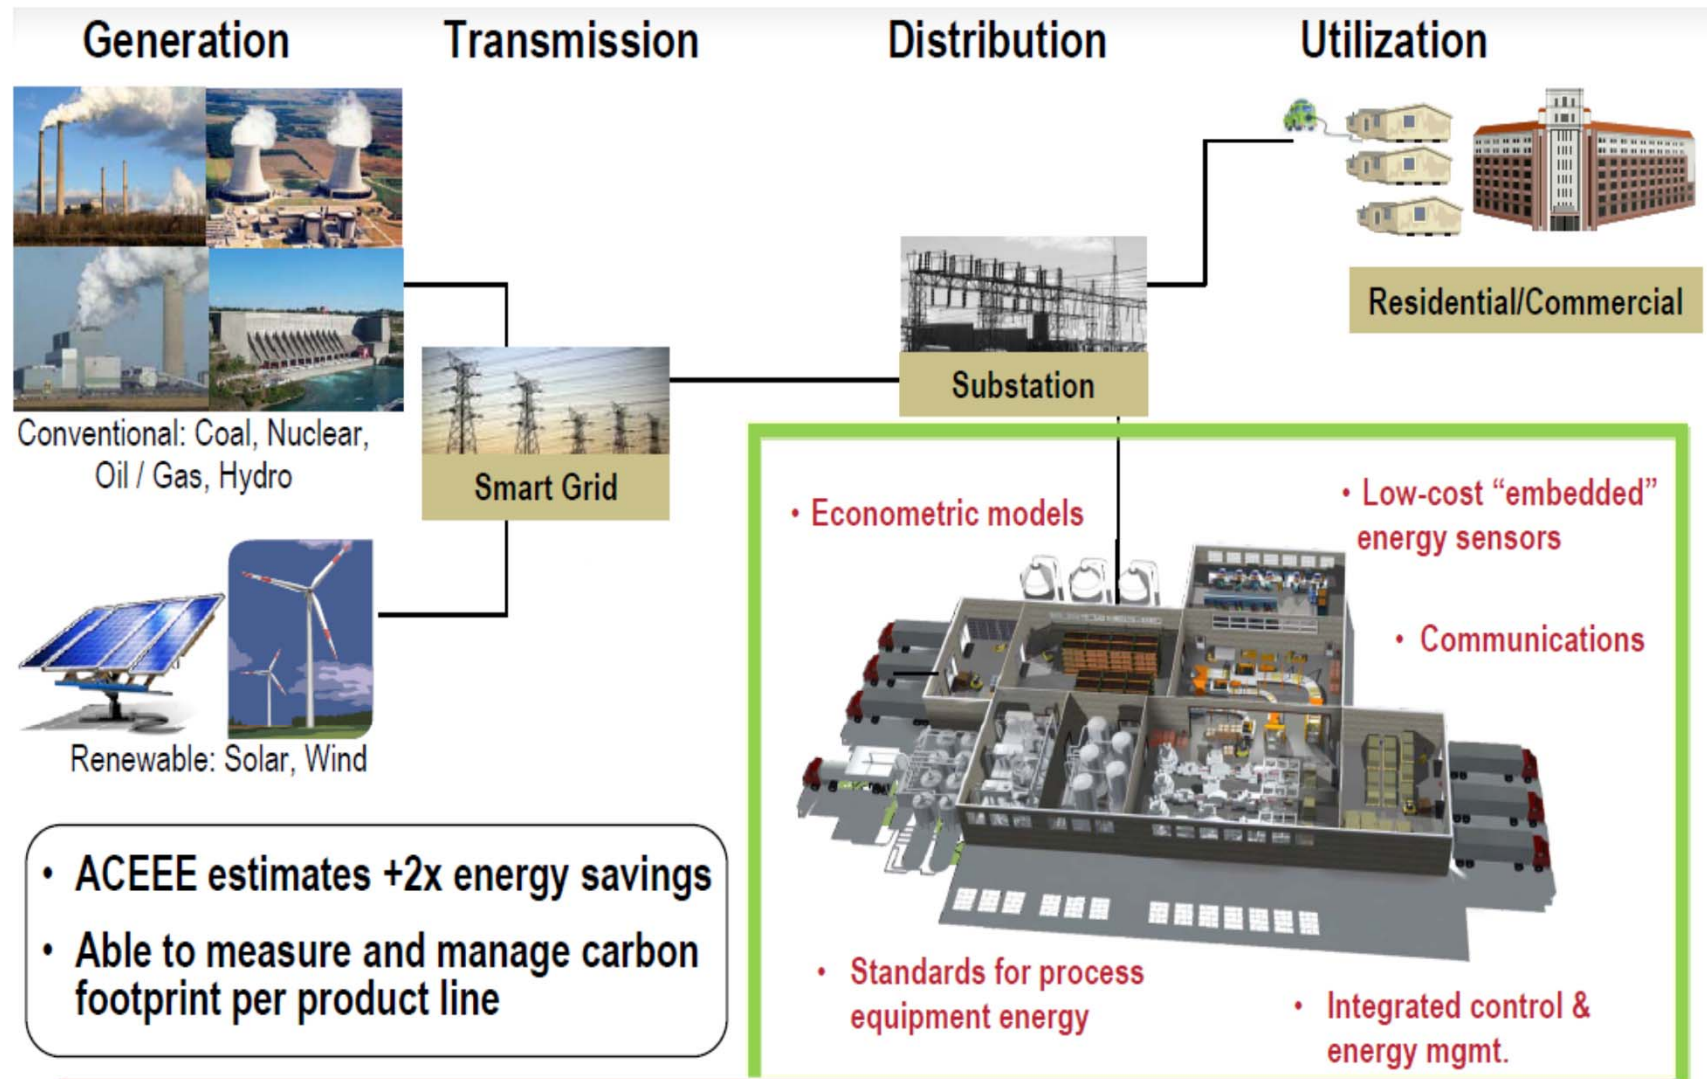 Generation
Transmission
Distribution
Utilization
Conventional: Coal, Nuclear,
Oil / Gas, Hydro
Smart Grid
Substation
Residential/Commercial
Renewable: Solar, Wind
• ACEEE estimates +2x energy savings
• Able to measure and manage carbon
footprint per product line
• Econometric models
• Low-cost “embedded”
energy sensors
• Communications
• Standards for process
equipment energy
• Integrated control &
energy mgmt.